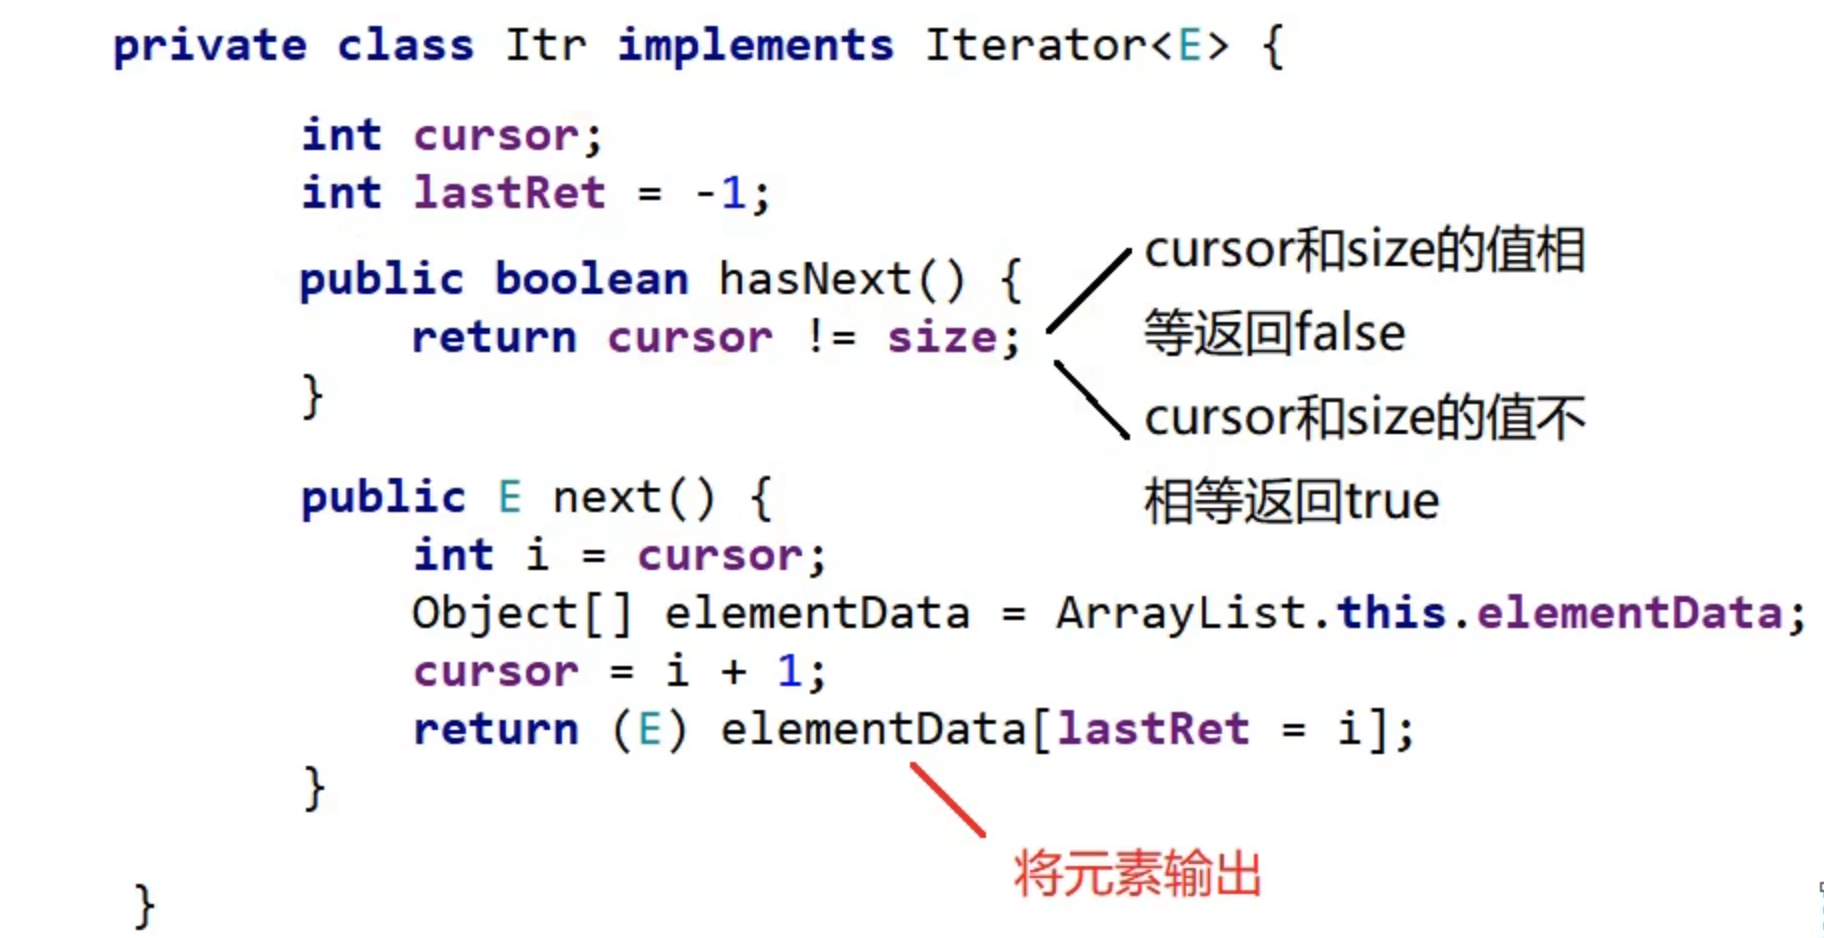 private class Itr implements Iterator<E> {
int cursor;
int lastRet = -1;
public boolean hasNext() {
return cursor != size;
}
cursor和size的值相
等返回false
cursor和size的值不
相等返回true
public E next() {
int i = cursor;
Object[] elementData = ArrayList.this.elementData;
cursor = i + 1;
return (E) elementData[lastRet = i];
}
将元素输出
}